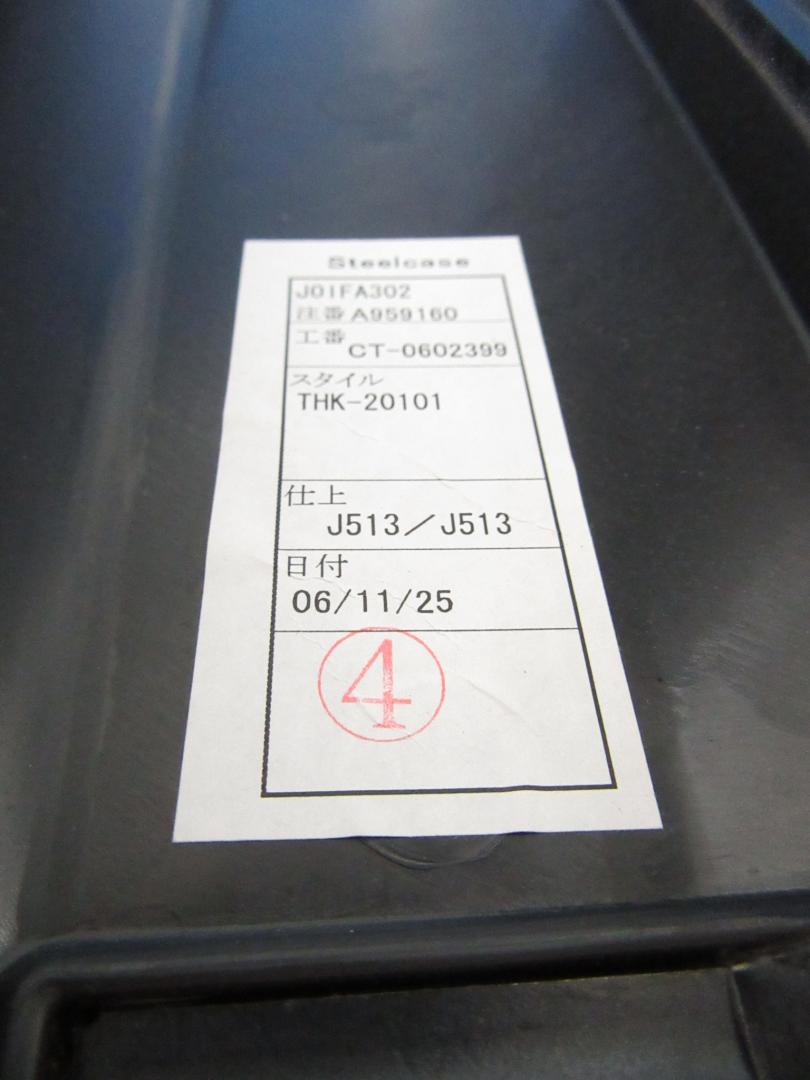 Steelcase
J01FA302
注番 A959160
工番
CT-0602399
スタイル
THK-20101
仕上
J513／J513
日付
06/11/25
④